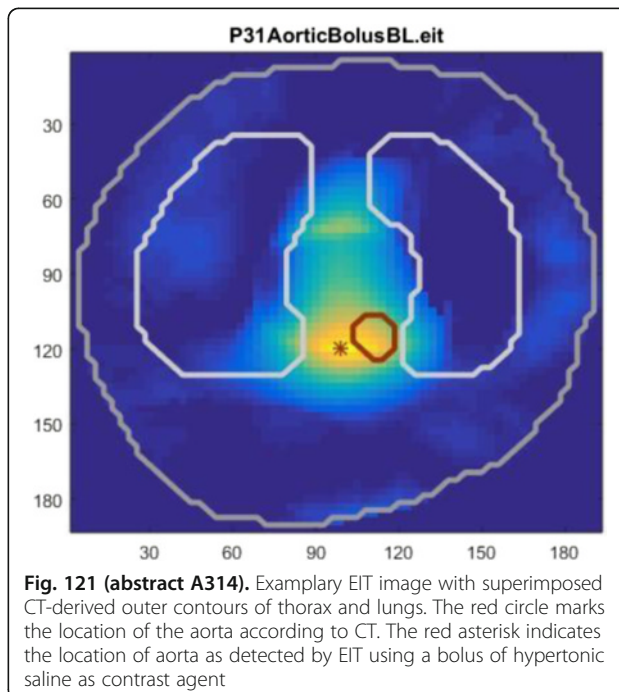 P31AorticBolusBL.eit
30
60
90
120
150
180
30 60 90 120 150 180
Fig. 121 (abstract A314). Examplary EIT image with superimposed
CT-derived outer contours of thorax and lungs. The red circle marks
the location of the aorta according to CT. The red asterisk indicates
the location of aorta as detected by EIT using a bolus of hypertonic
saline as contrast agent